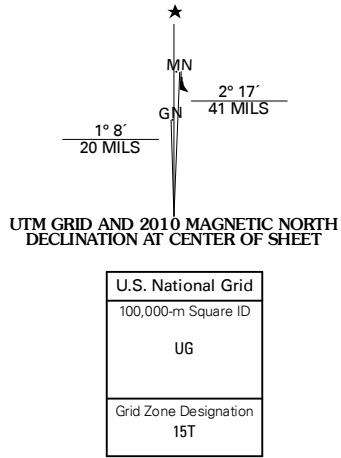 ★
MN
GN
2° 17´
41 MILS
1° 8´
20 MILS
UTM GRID AND 2010 MAGNETIC NORTH
DECLINATION AT CENTER OF SHEET
U.S. National Grid
100,000-m Square ID
UG
Grid Zone Designation
15T